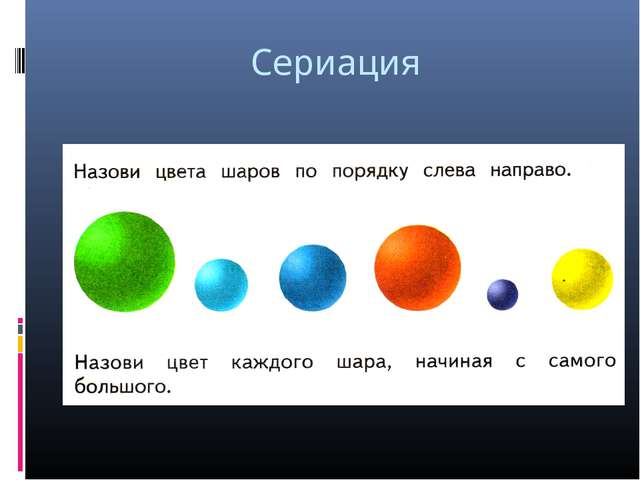 Сериация
Назови цвета шаров по порядку слева направо.
Назови цвет каждого шара, начиная с самого
большого.